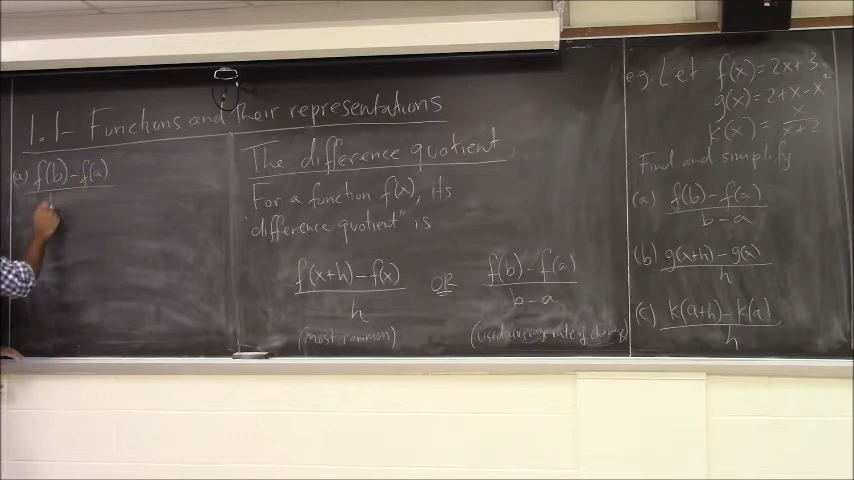 1.1 - Functions and Their representations
(a) f(b) - f(a)
The difference quotient
For a function f(x), its
"difference quotient" is
f(x+h) - f(x)
h
(most common)
OR
f(b) - f(a)
b - a
(used average rate of change)
e.g. Let f(x) = 2x+3
g(x) = 2+x-x²
k(x) = x/(x+2)
Find and simplify
(a) f(b) - f(a)
b - a
(b) g(x+h) - g(x)
h
(c) k(a+h) - k(a)
h